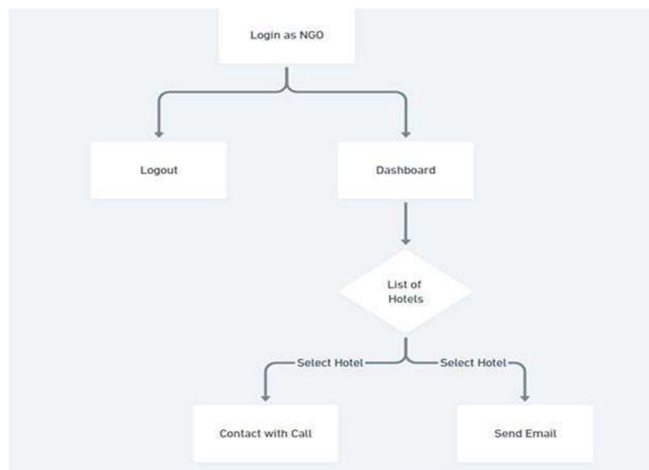 Login as NGO
Logout
Dashboard
List of
Hotels
Select Hotel
Select Hotel
Contact with Call
Send Email